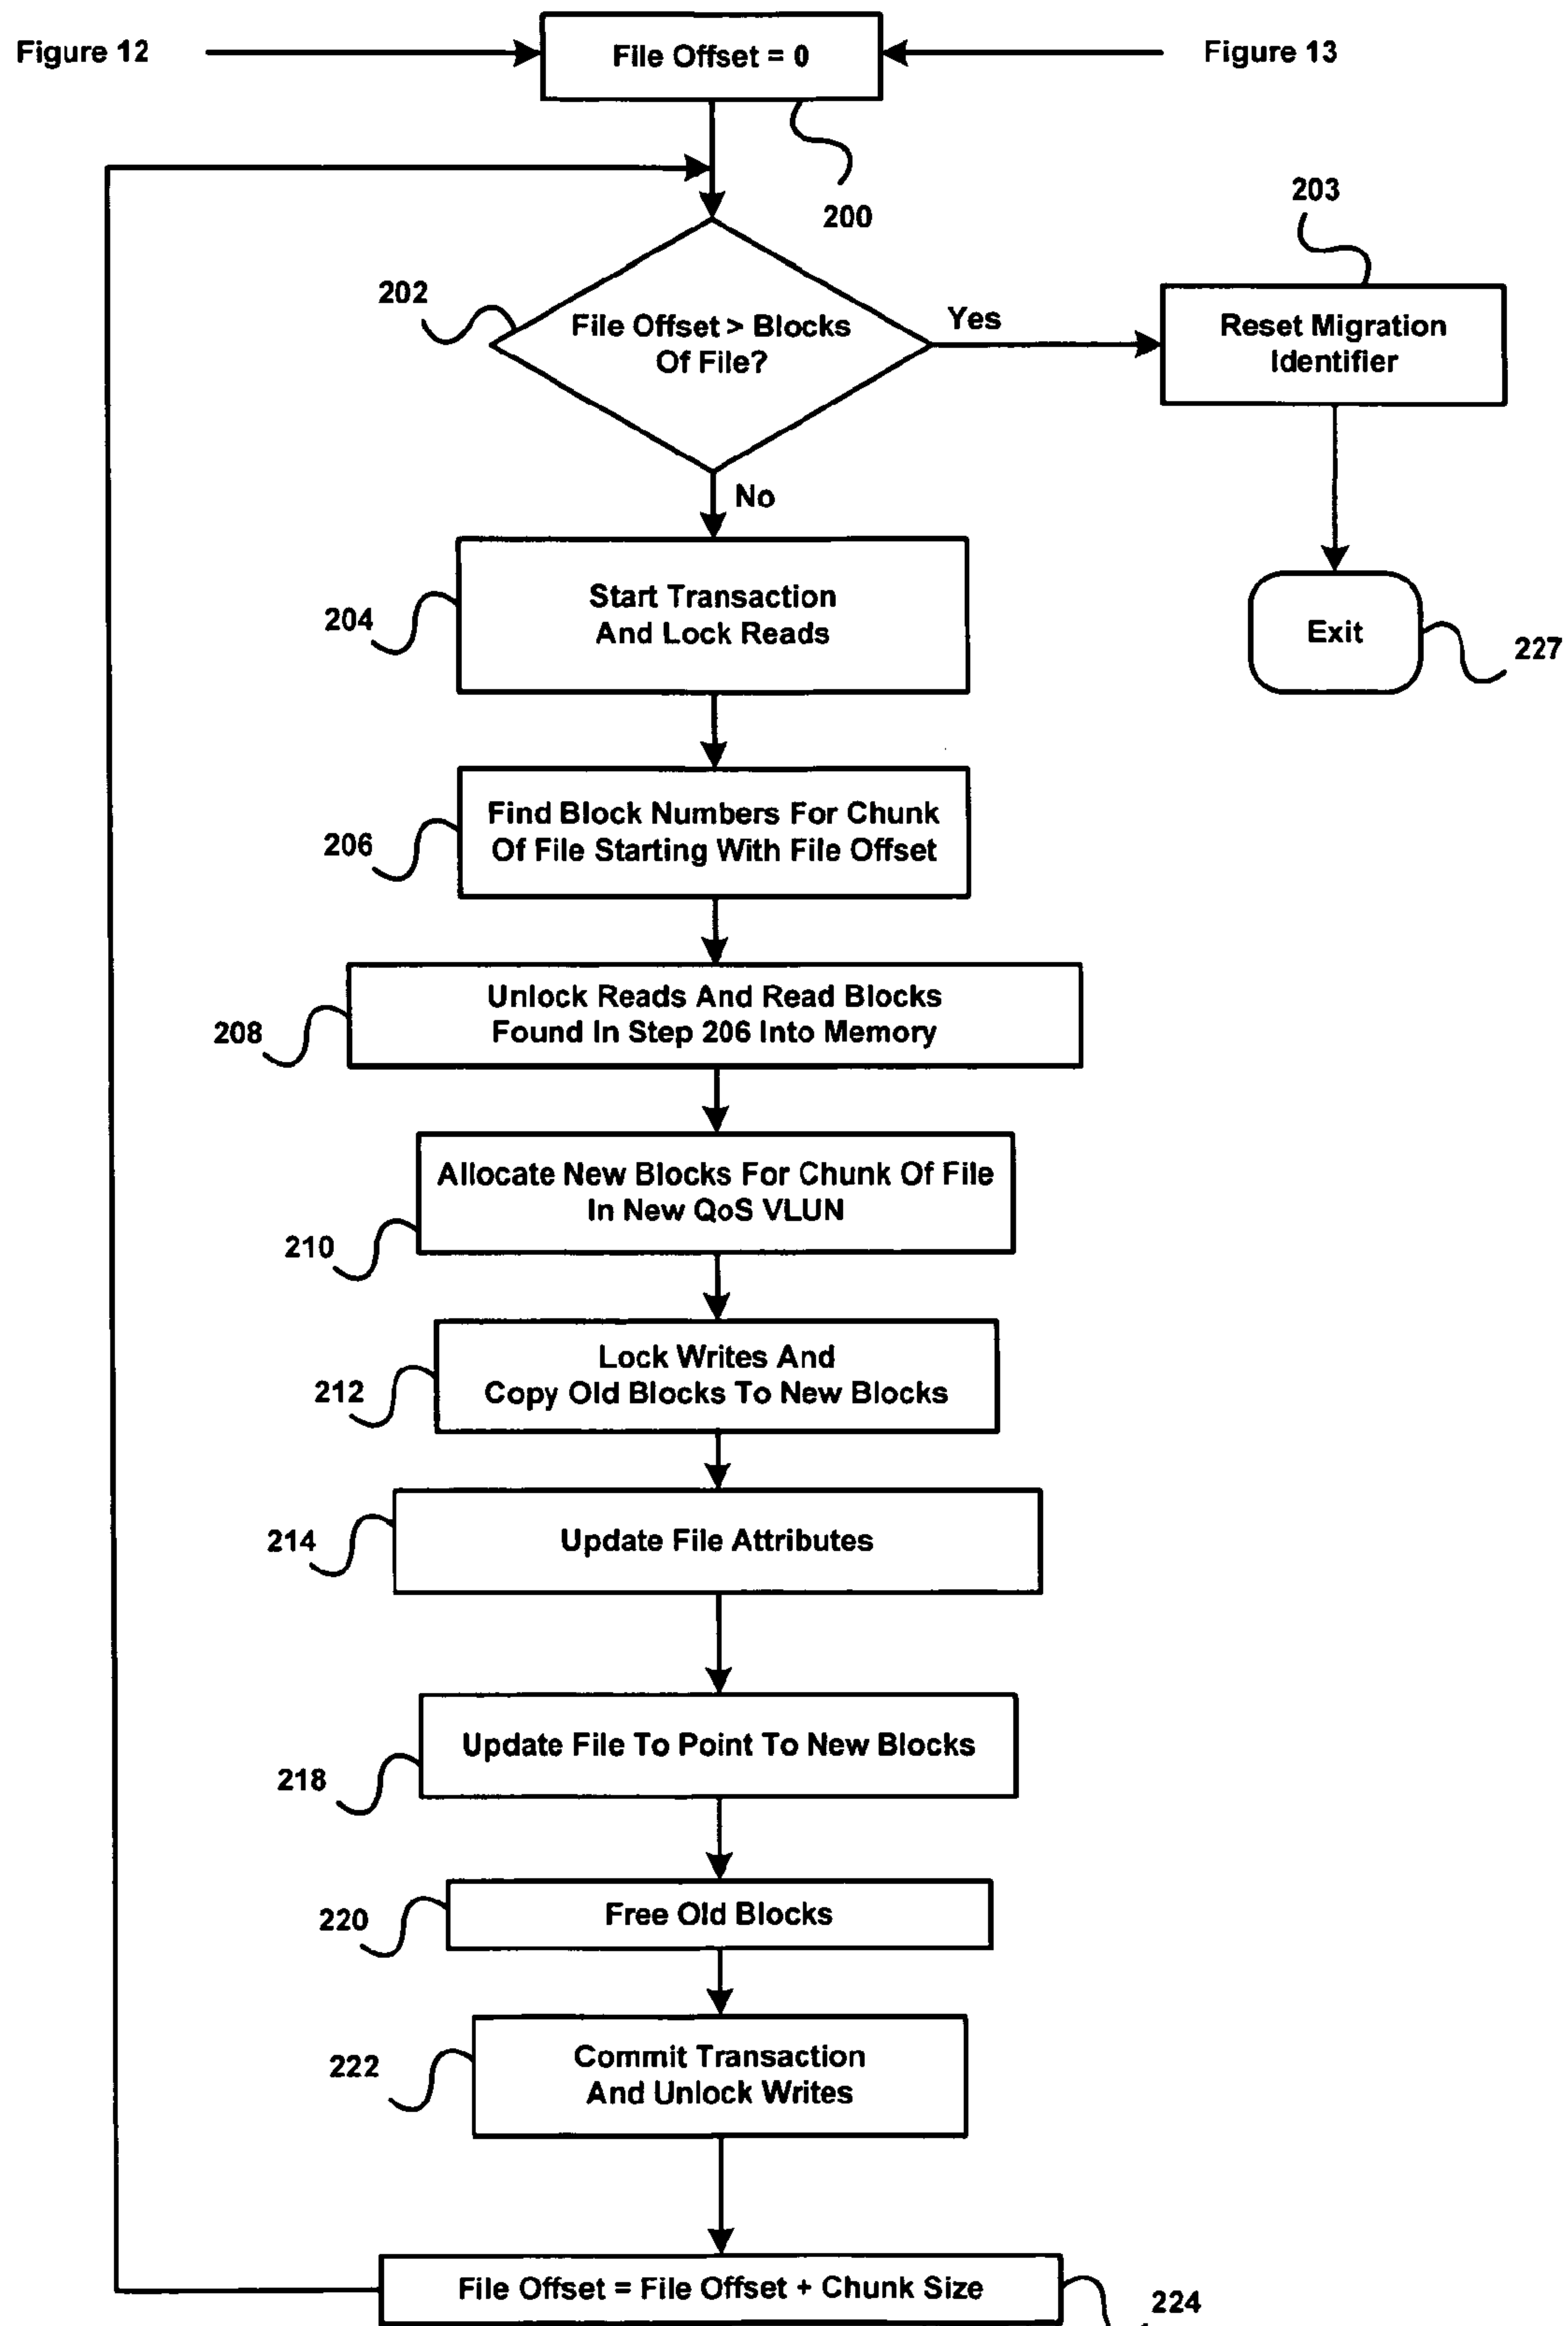 Figure 12
File Offset = 0
Figure 13
200
203
202
File Offset > Blocks
Of File?
Yes
Reset Migration
Identifier
No
204
Start Transaction
And Lock Reads
Exit
227
206
Find Block Numbers For Chunk
Of File Starting With File Offset
208
Unlock Reads And Read Blocks
Found In Step 206 Into Memory
210
Allocate New Blocks For Chunk Of File
In New QoS VLUN
212
Lock Writes And
Copy Old Blocks To New Blocks
214
Update File Attributes
218
Update File To Point To New Blocks
220
Free Old Blocks
222
Commit Transaction
And Unlock Writes
File Offset = File Offset + Chunk Size
224